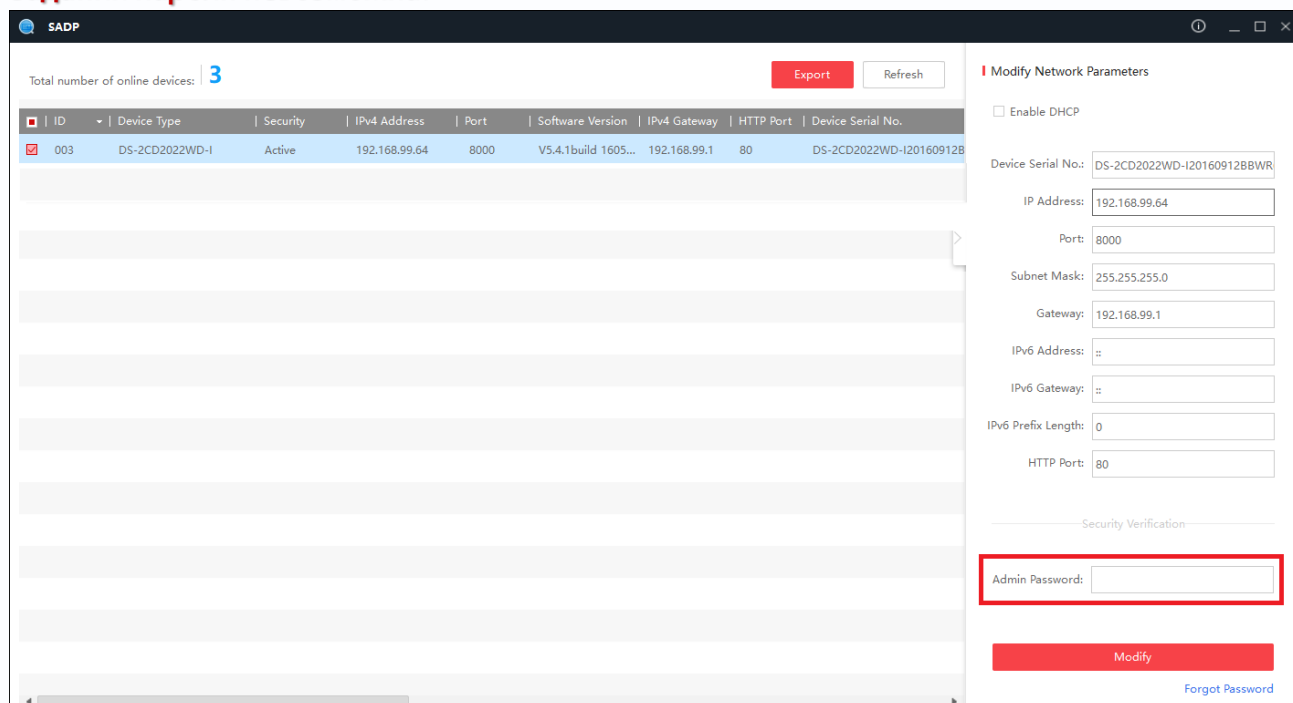 SADP
Total number of online devices: 3
Export
Refresh
ID | Device Type | Security | IPv4 Address | Port | Software Version | IPv4 Gateway | HTTP Port | Device Serial No.
003 DS-2CD2022WD-I Active 192.168.99.64 8000 V5.4.1build 1605... 192.168.99.1 80 DS-2CD2022WD-I20160912B
Modify Network Parameters
Enable DHCP
Device Serial No.: DS-2CD2022WD-I20160912BBWR
IP Address: 192.168.99.64
Port: 8000
Subnet Mask: 255.255.255.0
Gateway: 192.168.99.1
IPv6 Address: ::
IPv6 Gateway: ::
IPv6 Prefix Length: 0
HTTP Port: 80
Security Verification
Admin Password:
Modify
Forgot Password